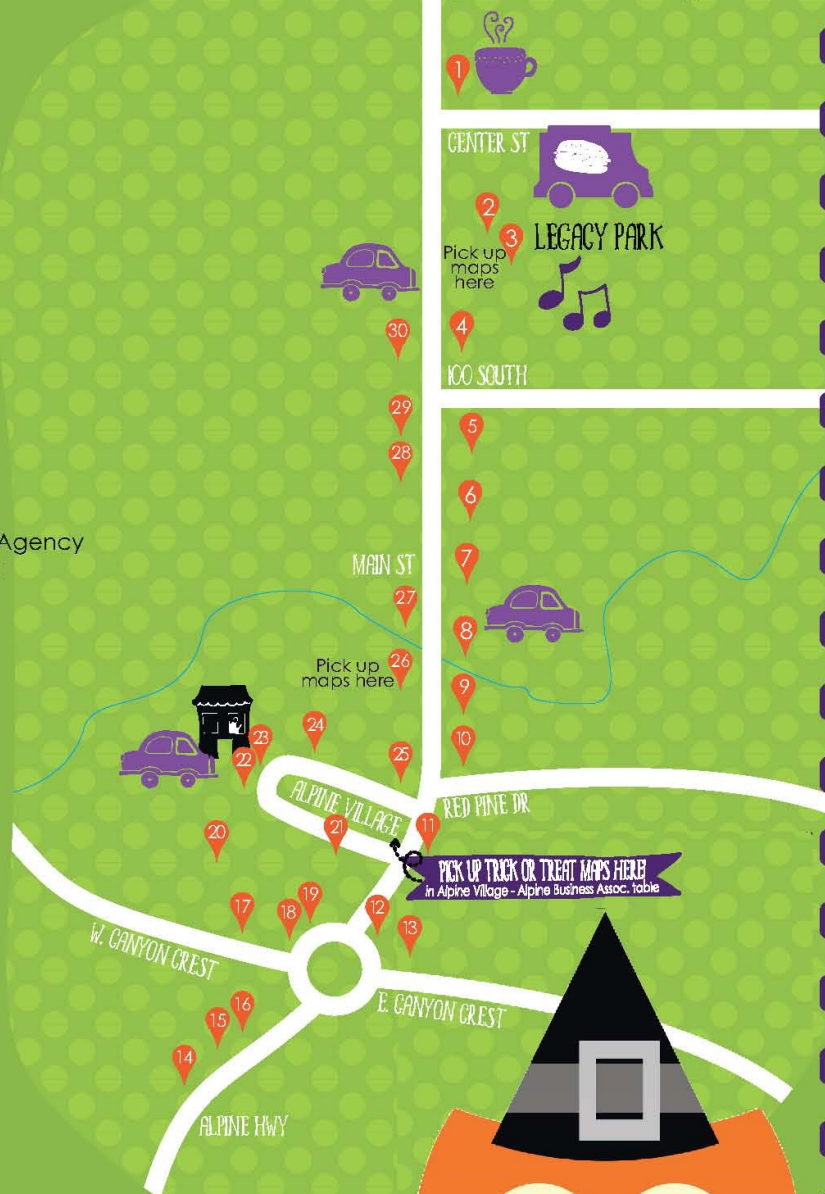 1
CENTER ST
2
3
LEGACY PARK
Pick up
maps
here
30
4
100 SOUTH
29
5
28
6
Agency
MAIN ST
7
27
8
Pick up
maps here
26
9
24
23
10
25
22
ALPINE VILLAGE
RED PINE DR
21
11
20
PICK UP TRICK OR TREAT MAPS HERE!
in Alpine Village - Alpine Business Assoc. table
19
18
17
12
13
W. CANYON CREST
E. CANYON CREST
16
15
14
ALPINE HWY